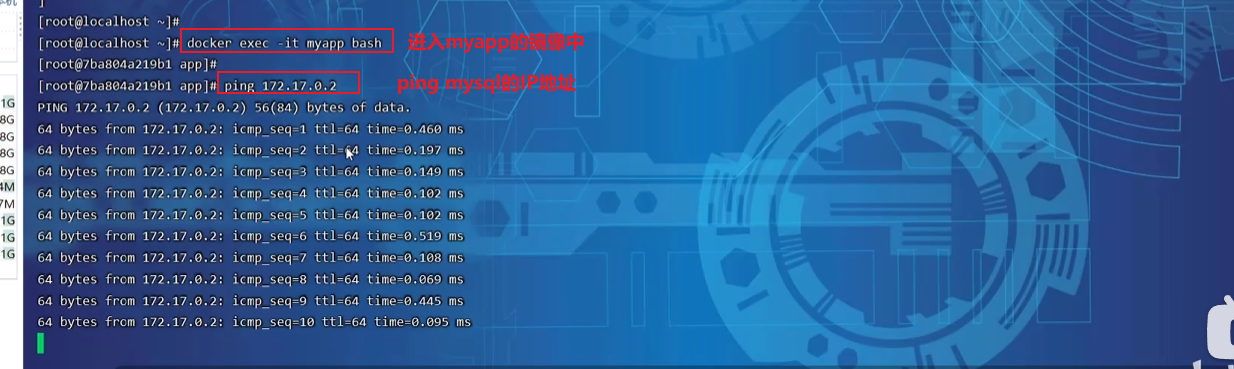 ]
[root@localhost ~]#
[root@localhost ~]# docker exec -it myapp bash 进入myapp的镜像中
[root@7ba804a219b1 app]#
[root@7ba804a219b1 app]# ping 172.17.0.2 ping mysql的IP地址
PING 172.17.0.2 (172.17.0.2) 56(84) bytes of data.
64 bytes from 172.17.0.2: icmp_seq=1 ttl=64 time=0.460 ms
64 bytes from 172.17.0.2: icmp_seq=2 ttl=64 time=0.197 ms
64 bytes from 172.17.0.2: icmp_seq=3 ttl=64 time=0.149 ms
64 bytes from 172.17.0.2: icmp_seq=4 ttl=64 time=0.102 ms
64 bytes from 172.17.0.2: icmp_seq=5 ttl=64 time=0.102 ms
64 bytes from 172.17.0.2: icmp_seq=6 ttl=64 time=0.519 ms
64 bytes from 172.17.0.2: icmp_seq=7 ttl=64 time=0.108 ms
64 bytes from 172.17.0.2: icmp_seq=8 ttl=64 time=0.069 ms
64 bytes from 172.17.0.2: icmp_seq=9 ttl=64 time=0.445 ms
64 bytes from 172.17.0.2: icmp_seq=10 ttl=64 time=0.095 ms
1G
8G
8G
8G
4M
7M
1G
1G
1G